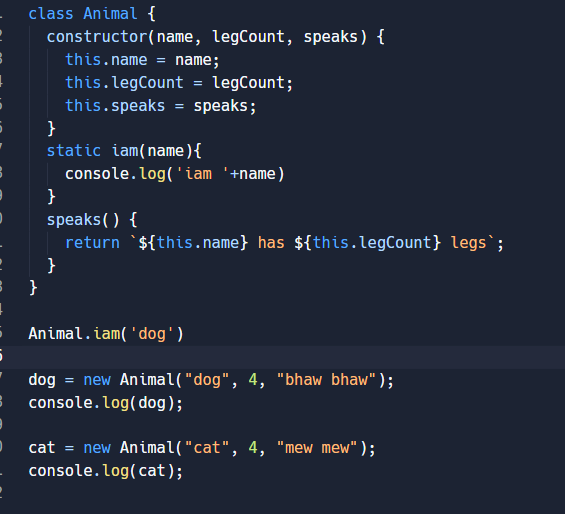 class Animal {
constructor(name, legCount, speaks) {
this.name = name;
this.legCount = legCount;
this.speaks = speaks;
}
static iam(name){
console.log('iam '+name)
}
speaks() {
return `${this.name} has ${this.legCount} legs`;
}
}
Animal.iam('dog')
dog = new Animal("dog", 4, "bhaw bhaw");
console.log(dog);
cat = new Animal("cat", 4, "mew mew");
console.log(cat);